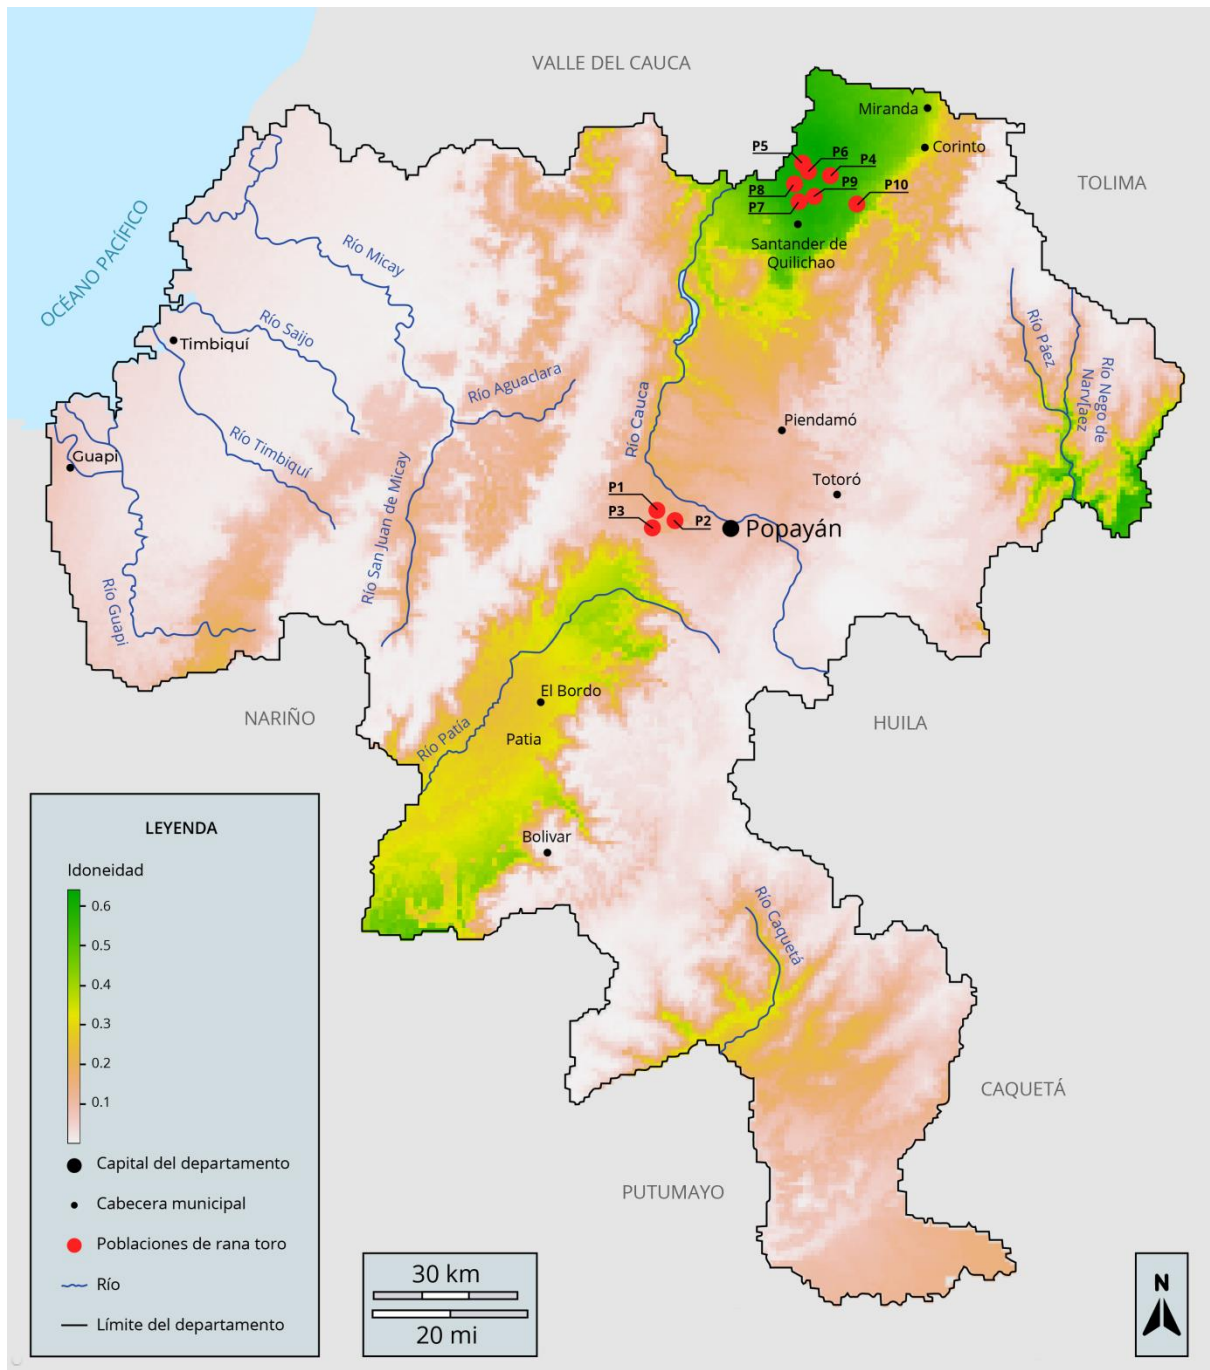 VALLE DEL CAUCA
Miranda
Corinto
P5
P6
P4
P8
P9
P10
P7
TOLIMA
Santander de
Quilichao
OCÉANO PACÍFICO
Río Micay
Río Saijo
Timbiquí
Río Aguaclara
Río Timbiquí
Río Cauca
Río Páez
Río Nego de
Narv[aez
Piendamó
Guapi
Totoró
Río San Juan de Micay
P1
P2
P3
Popayán
Río Guapi
NARIÑO
El Bordo
HUILA
Río Patía
Patia
Bolivar
Río Caquetá
CAQUETÁ
PUTUMAYO
LEYENDA
Idoneidad
0.6
0.5
0.4
0.3
0.2
0.1
Capital del departamento
Cabecera municipal
Poblaciones de rana toro
Río
Límite del departamento
30 km
20 mi
N